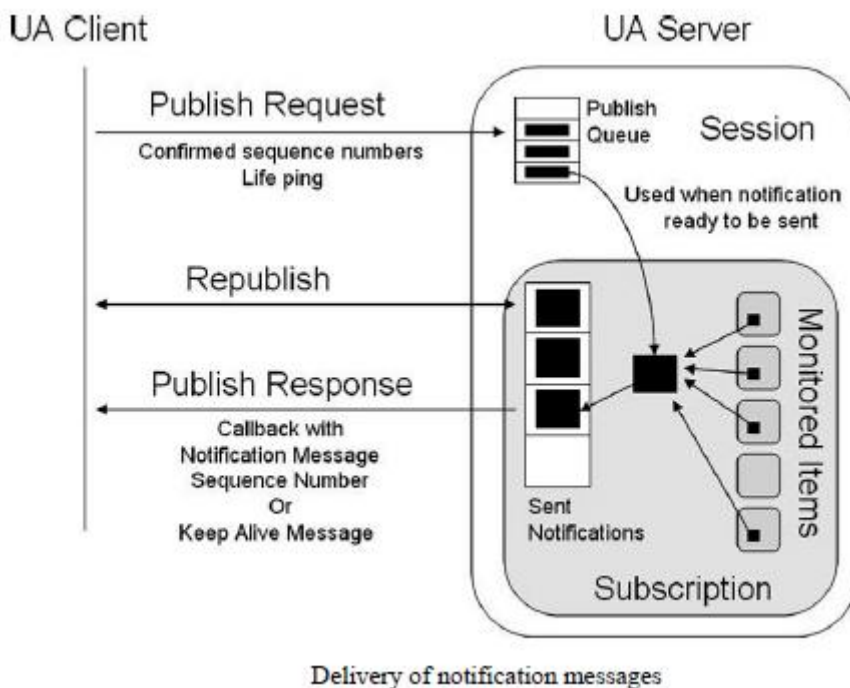 UA Client
UA Server
Publish Request
Confirmed sequence numbers
Life ping
Publish
Queue
Session
Used when notification
ready to be sent
Republish
Publish Response
Callback with
Notification Message
Sequence Number
Or
Keep Alive Message
Sent
Notifications
Monitored Items
Subscription
Delivery of notification messages